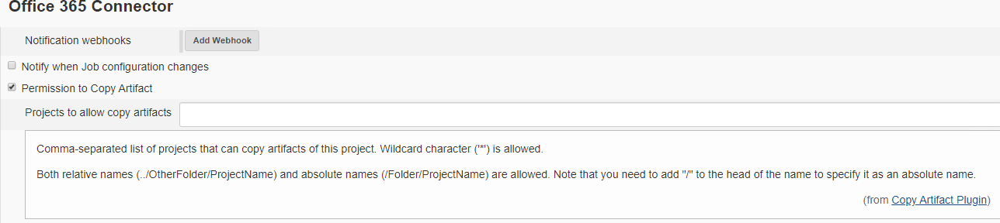 Office 365 Connector
Notification webhooks Add Webhook
Notify when Job configuration changes
Permission to Copy Artifact
Projects to allow copy artifacts
Comma-separated list of projects that can copy artifacts of this project. Wildcard character ('*') is allowed.
Both relative names (../OtherFolder/ProjectName) and absolute names (/Folder/ProjectName) are allowed. Note that you need to add "/" to the head of the name to specify it as an absolute name.
(from Copy Artifact Plugin)